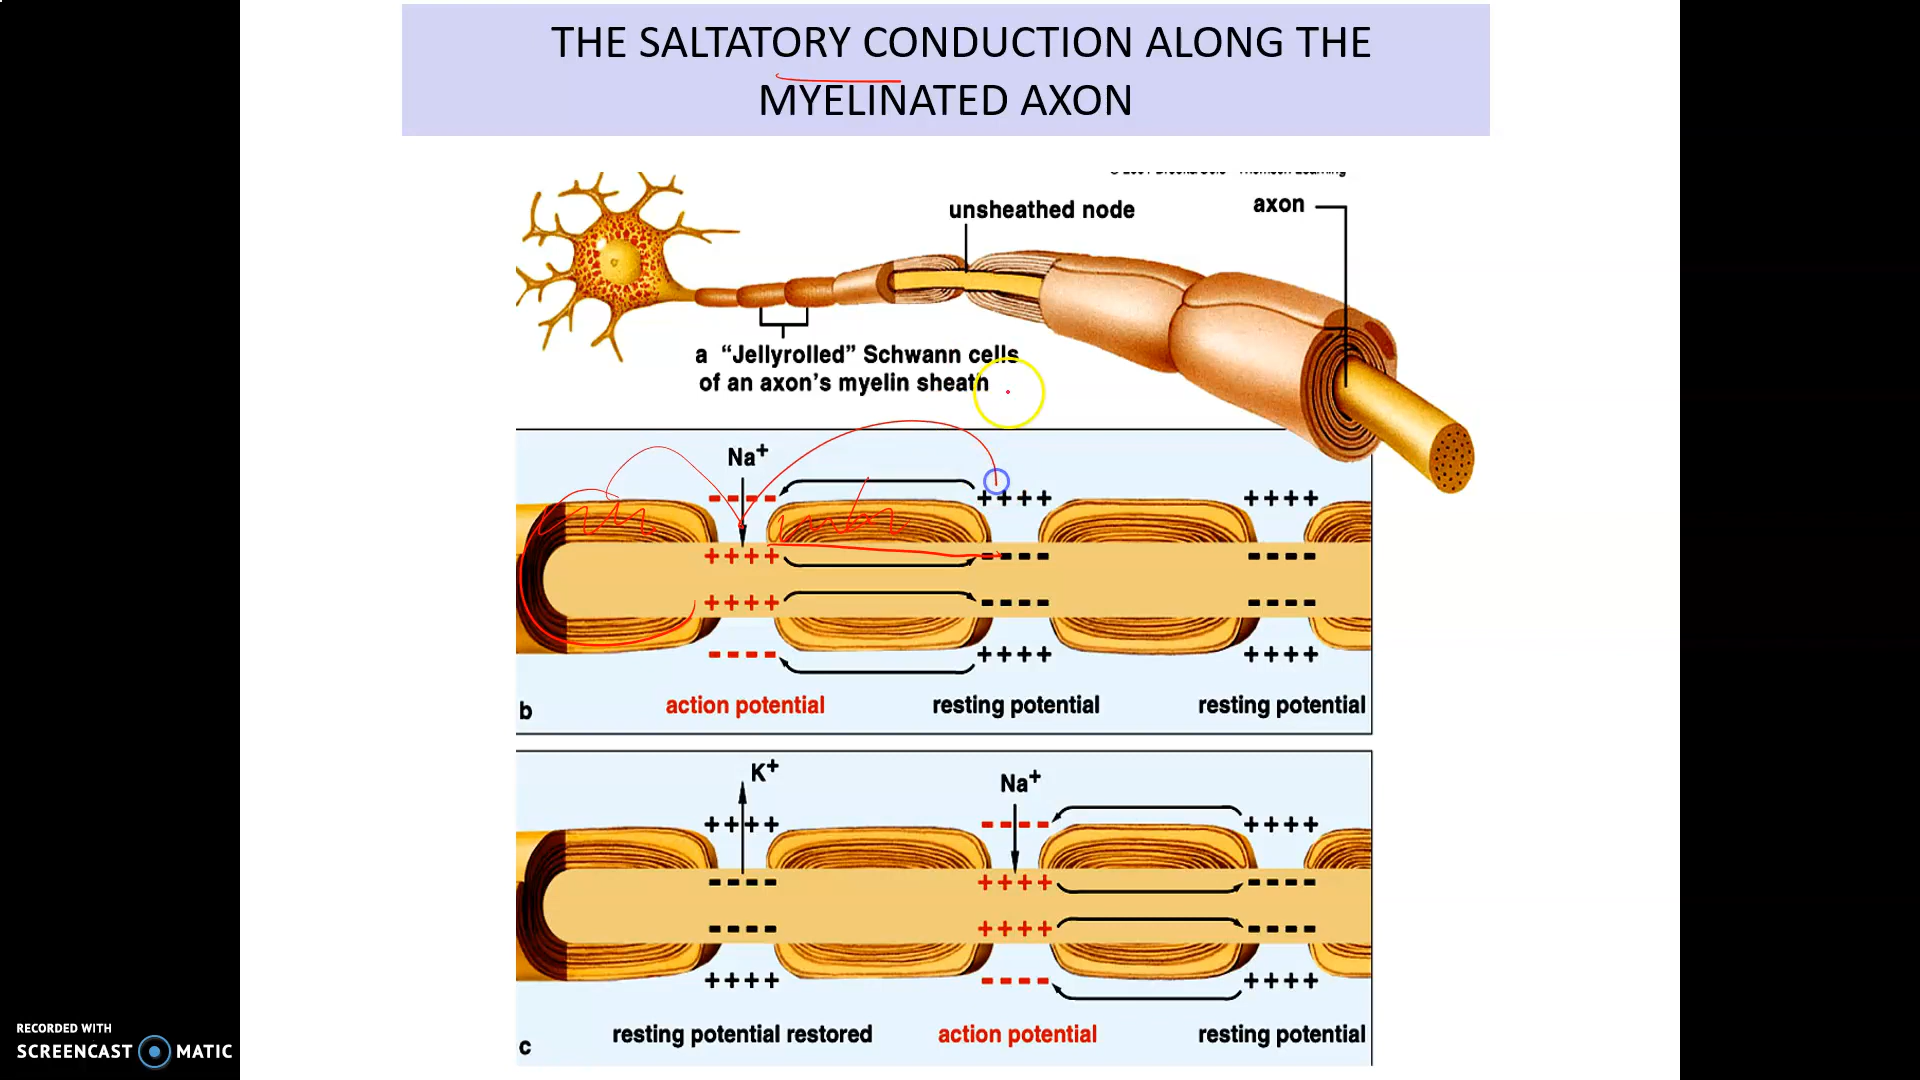 THE SALTATORY CONDUCTION ALONG THE
MYELINATED AXON
unsheathed node
axon
a “Jellyrolled” Schwann cells
of an axon’s myelin sheath
Na+
---- ++++ ++++
++++ ---- ----
++++ ---- ----
---- ++++ ++++
action potential resting potential resting potential
b
K+
Na+
++++ ---- ++++
---- ++++ ----
---- ++++ ----
++++ ---- ++++
resting potential restored action potential resting potential
c
RECORDED WITH
SCREENCAST MATIC